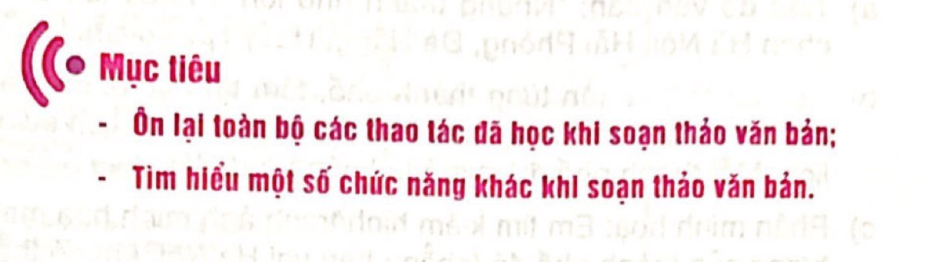 Mục tiêu
- Ôn lại toàn bộ các thao tác đã học khi soạn thảo văn bản;
- Tìm hiểu một số chức năng khác khi soạn thảo văn bản.